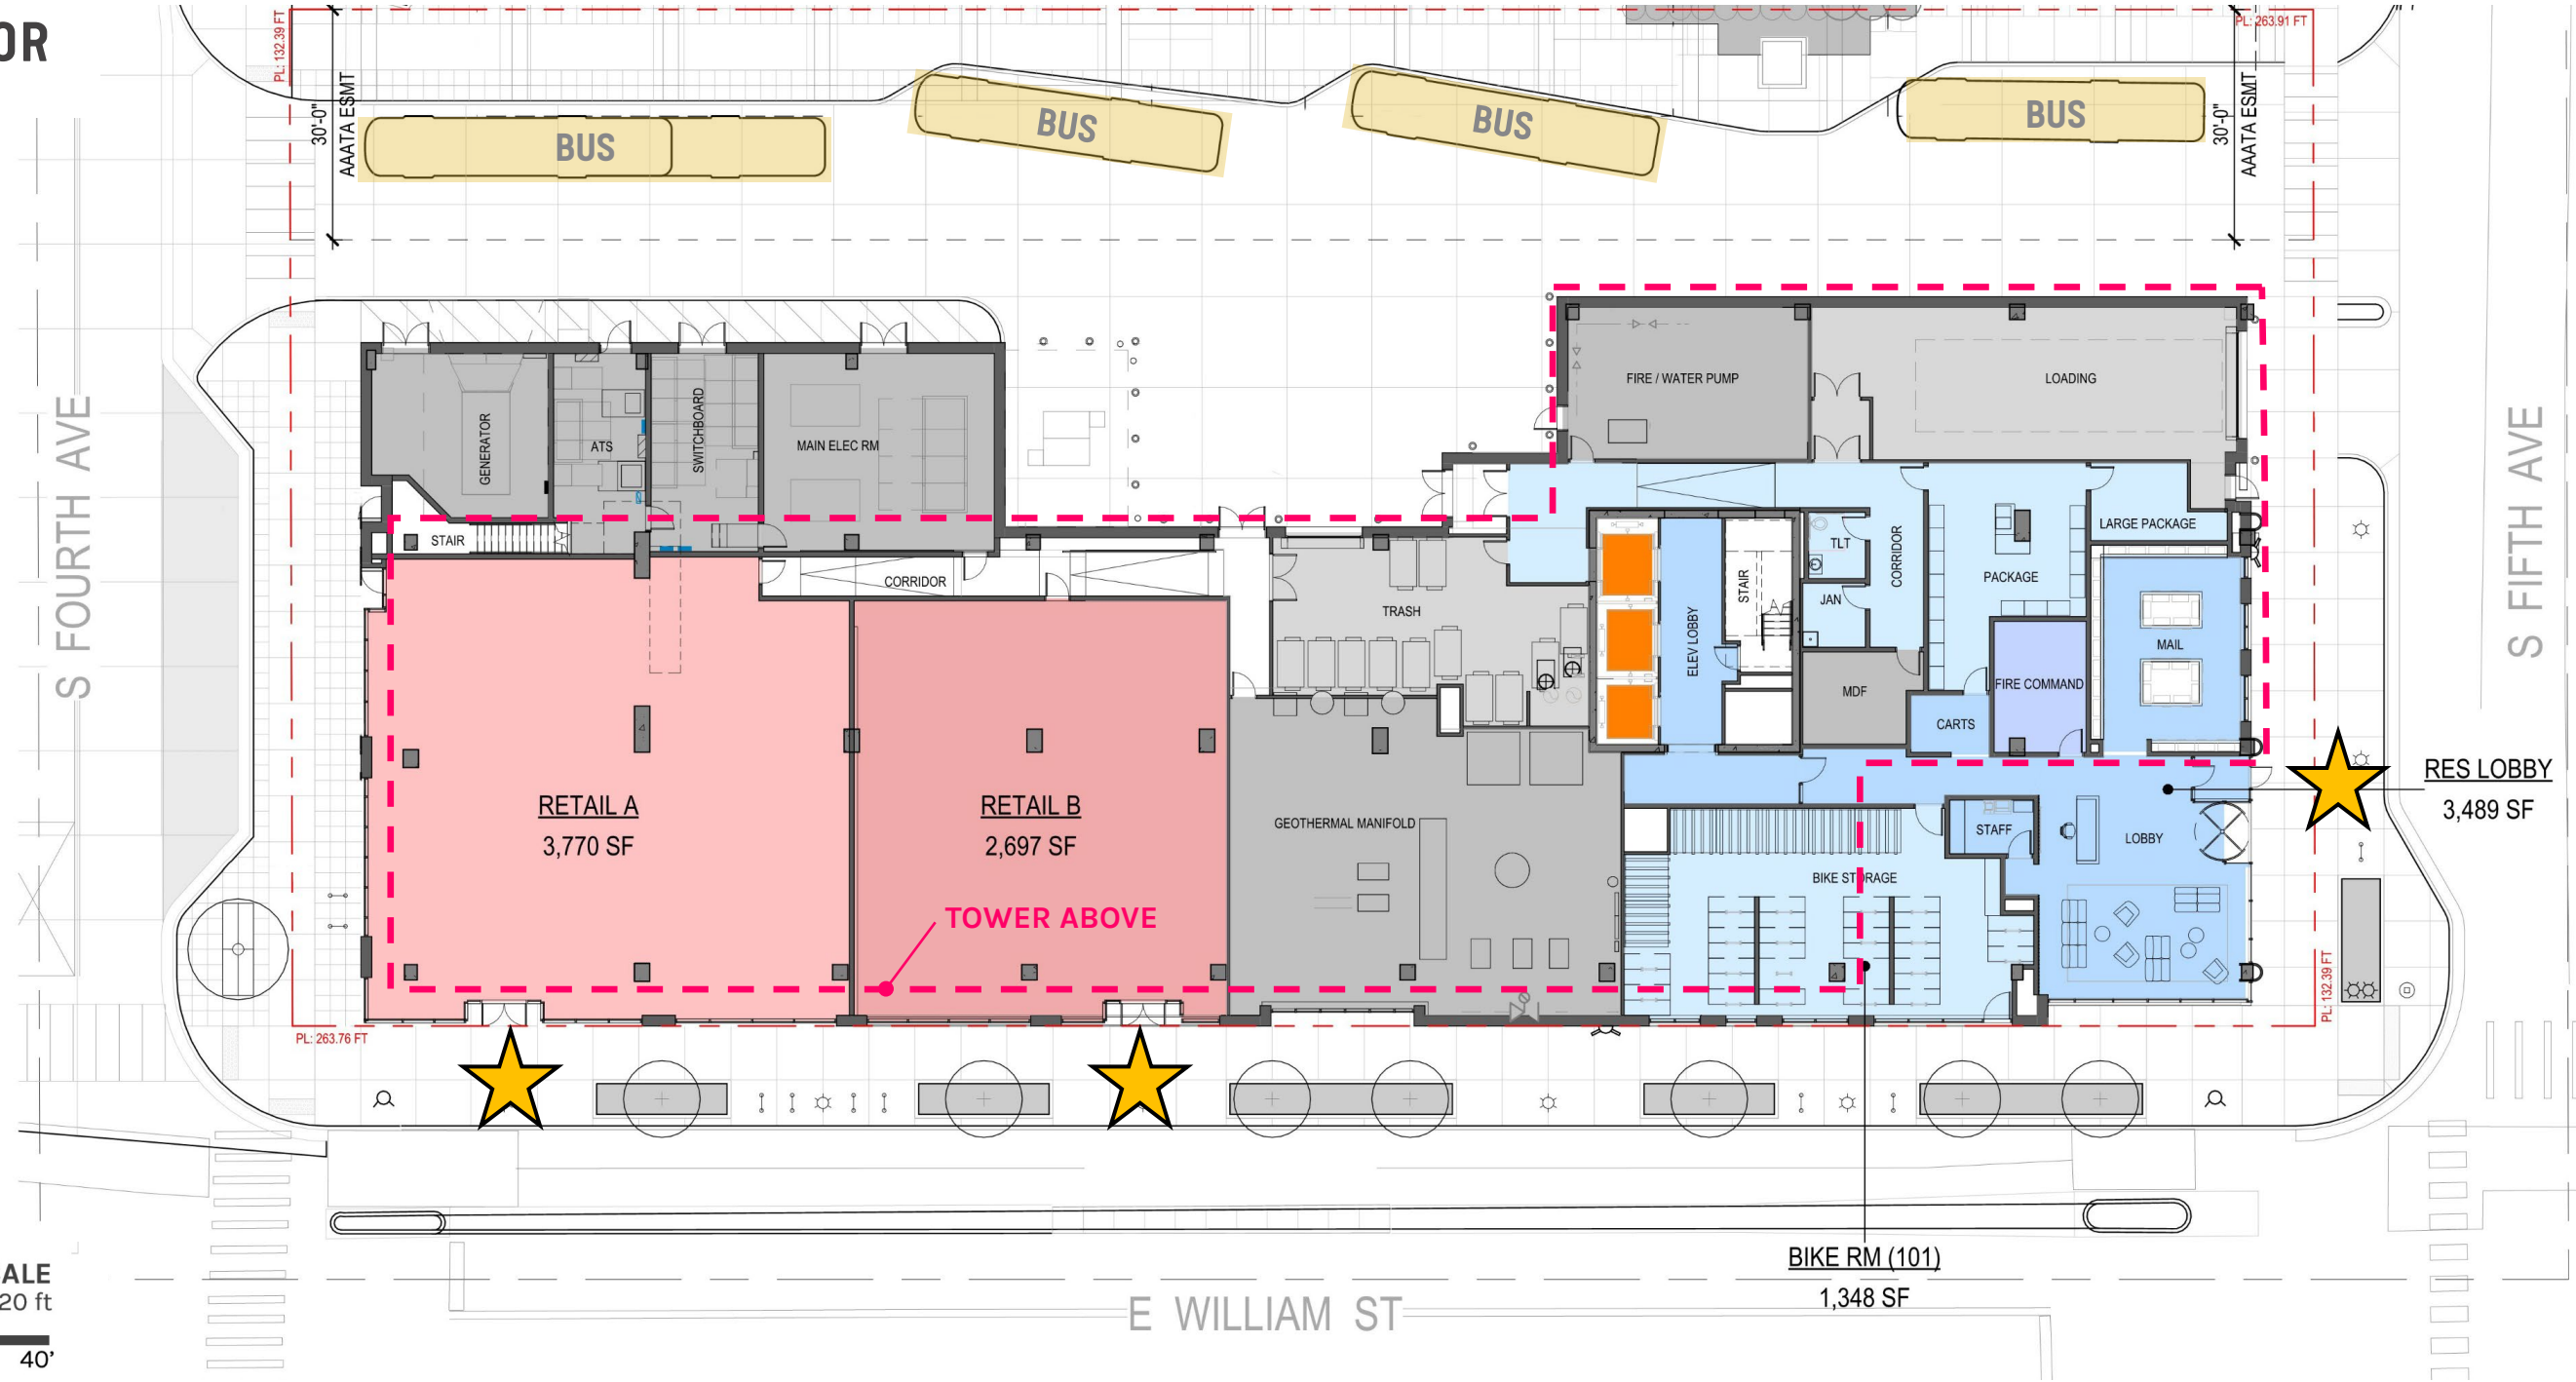 OR
PL: 132.39 FT
PL: 263.91 FT
30'-0"
AAATA ESMT
BUS
BUS
BUS
BUS
30'-0"
AAATA ESMT
S FOURTH AVE
S FIFTH AVE
GENERATOR
ATS
SWITCHBOARD
MAIN ELEC RM
FIRE / WATER PUMP
LOADING
STAIR
CORRIDOR
TRASH
ELEV LOBBY
STAIR
TLT
JAN
CORRIDOR
MDF
PACKAGE
LARGE PACKAGE
MAIL
FIRE COMMAND
CARTS
RETAIL A
3,770 SF
RETAIL B
2,697 SF
GEOTHERMAL MANIFOLD
BIKE STORAGE
STAFF
LOBBY
RES LOBBY
3,489 SF
TOWER ABOVE
PL: 263.76 FT
PL: 132.39 FT
BIKE RM (101)
1,348 SF
E WILLIAM ST
ALE
20 ft
40'